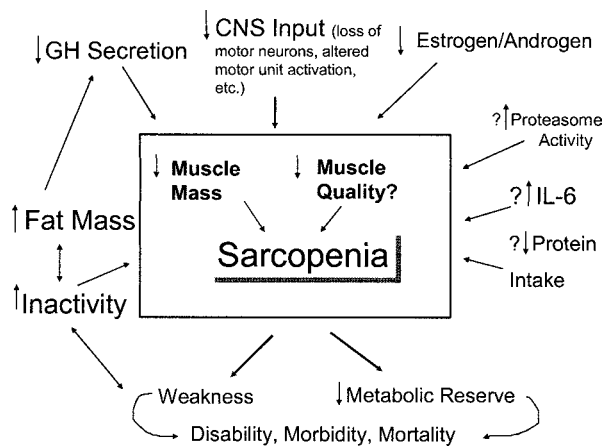 ↓GH Secretion
↓CNS Input (loss of
motor neurons, altered
motor unit activation,
etc.)
↓ Estrogen/Androgen
?↑Proteasome
Activity
?↑IL-6
?↓Protein
Intake
↓ Muscle
Mass
↓ Muscle
Quality?
Sarcopenia
↑Fat Mass
↑Inactivity
Weakness
↓Metabolic Reserve
Disability, Morbidity, Mortality